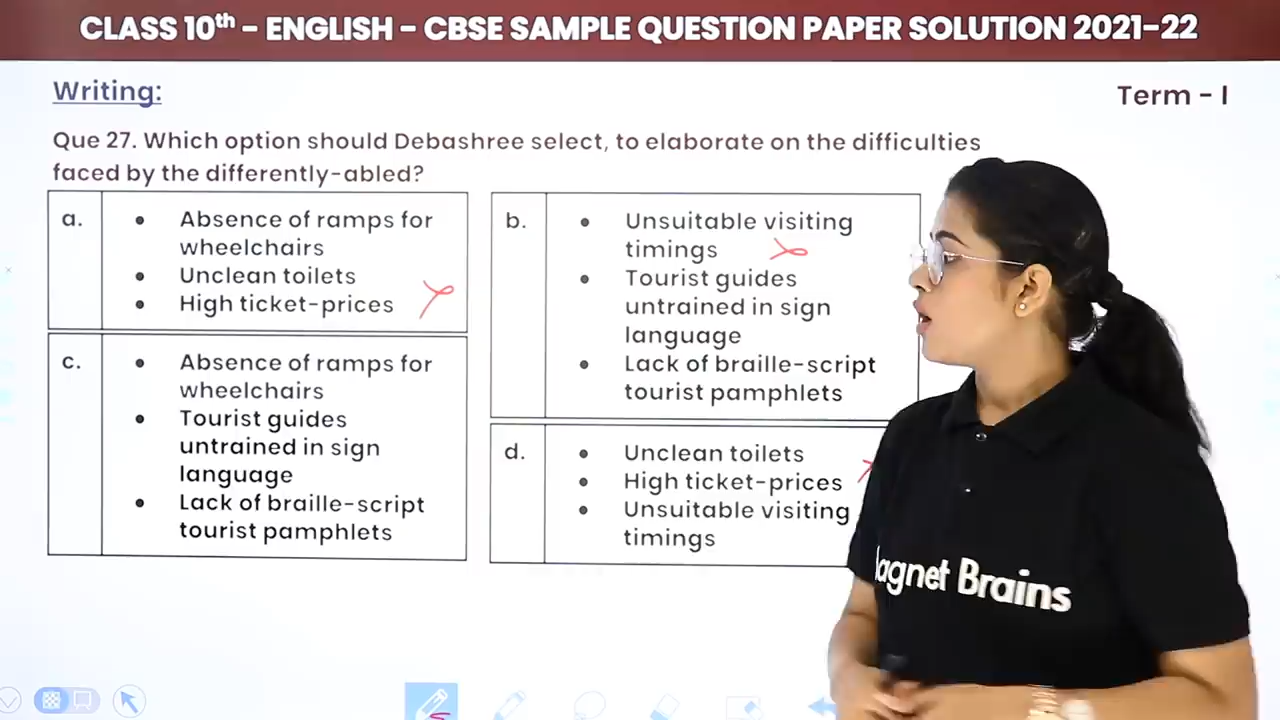 CLASS 10th - ENGLISH - CBSE SAMPLE QUESTION PAPER SOLUTION 2021-22
Writing:
Term - I
Que 27. Which option should Debashree select, to elaborate on the difficulties
faced by the differently-abled?
a.
• Absence of ramps for
wheelchairs
• Unclean toilets
• High ticket-prices
b.
• Unsuitable visiting
timings
• Tourist guides
untrained in sign
language
• Lack of braille-script
tourist pamphlets
c.
• Absence of ramps for
wheelchairs
• Tourist guides
untrained in sign
language
• Lack of braille-script
tourist pamphlets
d.
• Unclean toilets
• High ticket-prices
• Unsuitable visiting
timings
agnet Brains